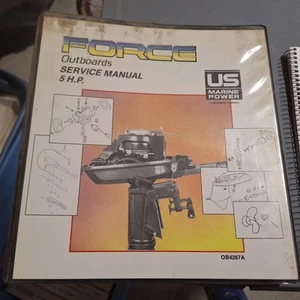 FORCE
Outboards
SERVICE MANUAL
5 H.P.
US
MARINE
POWER
OB4267A